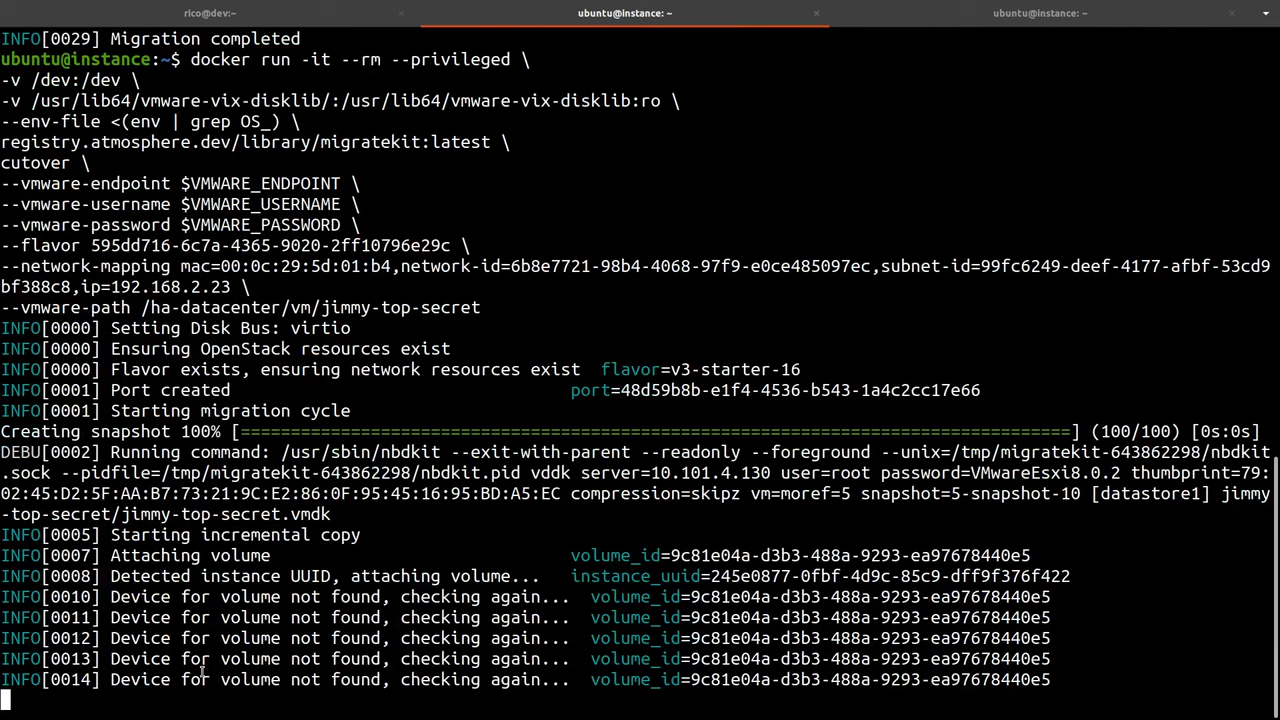 rico@dev:~
ubuntu@instance: ~
ubuntu@instance: ~
INFO[0029] Migration completed
ubuntu@instance:~$ docker run -it --rm --privileged \
-v /dev:/dev \
-v /usr/lib64/vmware-vix-disklib/:/usr/lib64/vmware-vix-disklib:ro \
--env-file <(env | grep OS_) \
registry.atmosphere.dev/library/migratekit:latest \
cutover \
--vmware-endpoint $VMWARE_ENDPOINT \
--vmware-username $VMWARE_USERNAME \
--vmware-password $VMWARE_PASSWORD \
--flavor 595dd716-6c7a-4365-9020-2ff10796e29c \
--network-mapping mac=00:0c:29:5d:01:b4,network-id=6b8e7721-98b4-4068-97f9-e0ce485097ec,subnet-id=99fc6249-deef-4177-afbf-53cd9
bf388c8,ip=192.168.2.23 \
--vmware-path /ha-datacenter/vm/jimmy-top-secret
INFO[0000] Setting Disk Bus: virtio
INFO[0000] Ensuring OpenStack resources exist
INFO[0000] Flavor exists, ensuring network resources exist  flavor=v3-starter-16
INFO[0001] Port created                                  port=48d59b8b-e1f4-4536-b543-1a4c2cc17e66
INFO[0001] Starting migration cycle
Creating snapshot 100% [===================================================================================] (100/100) [0s:0s]
DEBU[0002] Running command: /usr/sbin/nbdkit --exit-with-parent --readonly --foreground --unix=/tmp/migratekit-643862298/nbdkit
.sock --pidfile=/tmp/migratekit-643862298/nbdkit.pid vddk server=10.101.4.130 user=root password=VMwareEsxi8.0.2 thumbprint=79:
02:45:D2:5F:AA:B7:73:21:9C:E2:86:0F:95:45:16:95:BD:A5:EC compression=skipz vm=moref=5 snapshot=5-snapshot-10 [datastore1] jimmy
-top-secret/jimmy-top-secret.vmdk
INFO[0005] Starting incremental copy
INFO[0007] Attaching volume                              volume_id=9c81e04a-d3b3-488a-9293-ea97678440e5
INFO[0008] Detected instance UUID, attaching volume...   instance_uuid=245e0877-0fbf-4d9c-85c9-dff9f376f422
INFO[0010] Device for volume not found, checking again...  volume_id=9c81e04a-d3b3-488a-9293-ea97678440e5
INFO[0011] Device for volume not found, checking again...  volume_id=9c81e04a-d3b3-488a-9293-ea97678440e5
INFO[0012] Device for volume not found, checking again...  volume_id=9c81e04a-d3b3-488a-9293-ea97678440e5
INFO[0013] Device for volume not found, checking again...  volume_id=9c81e04a-d3b3-488a-9293-ea97678440e5
INFO[0014] Device for volume not found, checking again...  volume_id=9c81e04a-d3b3-488a-9293-ea97678440e5